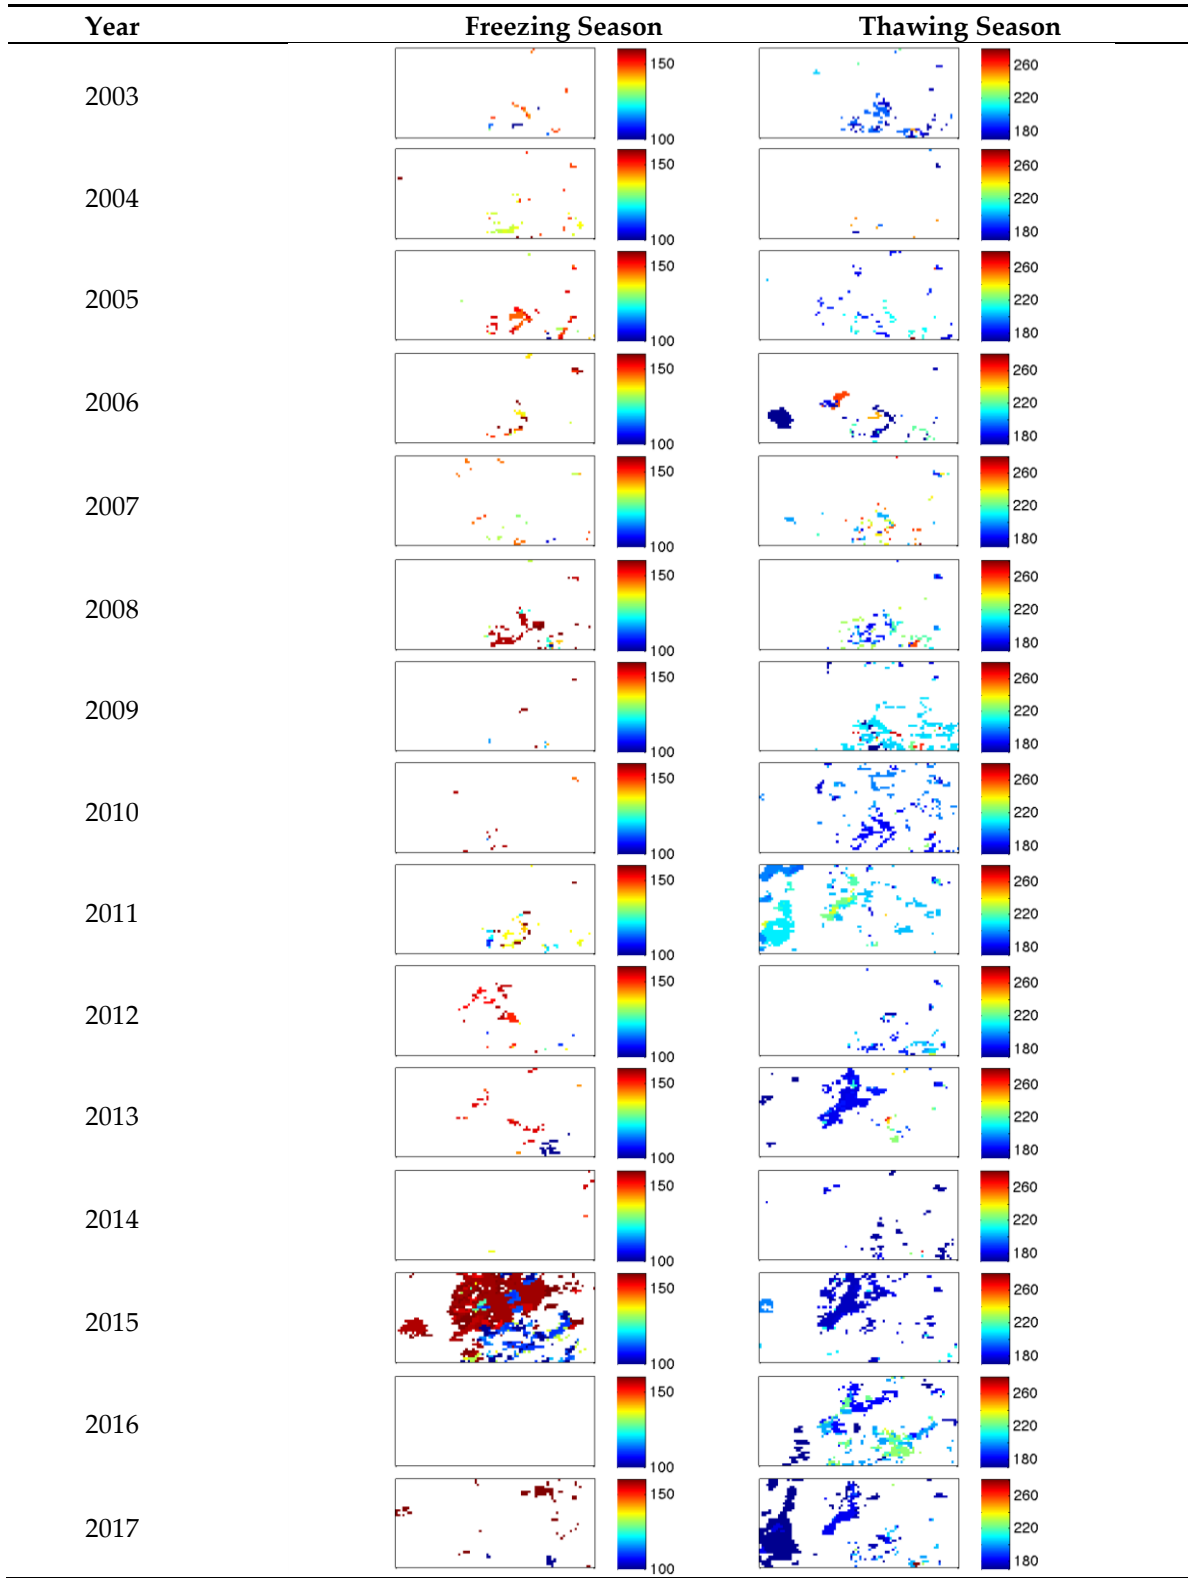 Year Freezing Season Thawing Season
2003 150 100 260 220 180
2004 150 100 260 220 180
2005 150 100 260 220 180
2006 150 100 260 220 180
2007 150 100 260 220 180
2008 150 100 260 220 180
2009 150 100 260 220 180
2010 150 100 260 220 180
2011 150 100 260 220 180
2012 150 100 260 220 180
2013 150 100 260 220 180
2014 150 100 260 220 180
2015 150 100 260 220 180
2016 150 100 260 220 180
2017 150 100 260 220 180